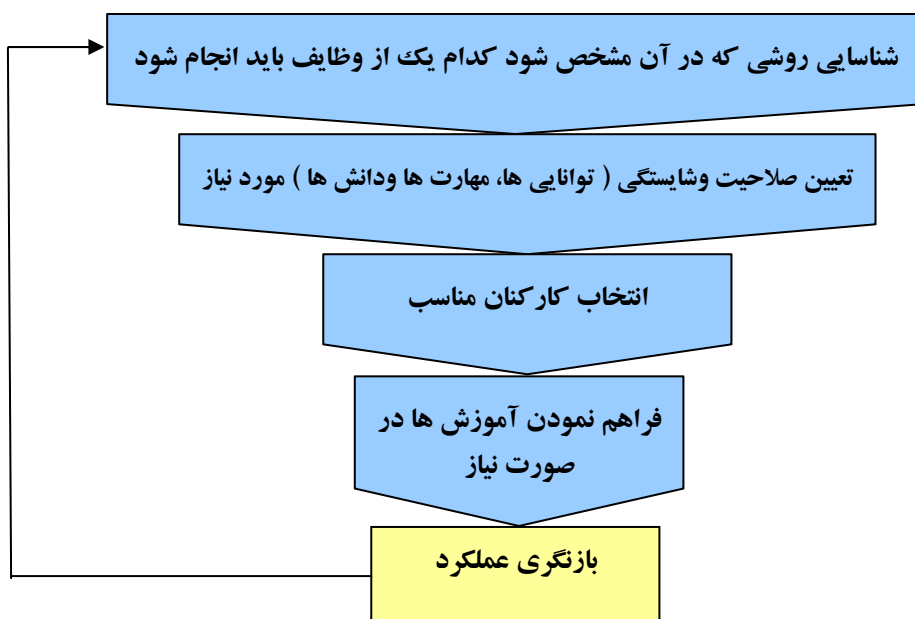 شناسایی روشی که در آن مشخص شود کدام یک از وظایف باید انجام شود
تعیین صلاحیت وشایستگی ( توانایی ها، مهارت ها ودانش ها ) مورد نیاز
انتخاب کارکنان مناسب
فراهم نمودن آموزش ها در
صورت نیاز
بازنگری عملکرد